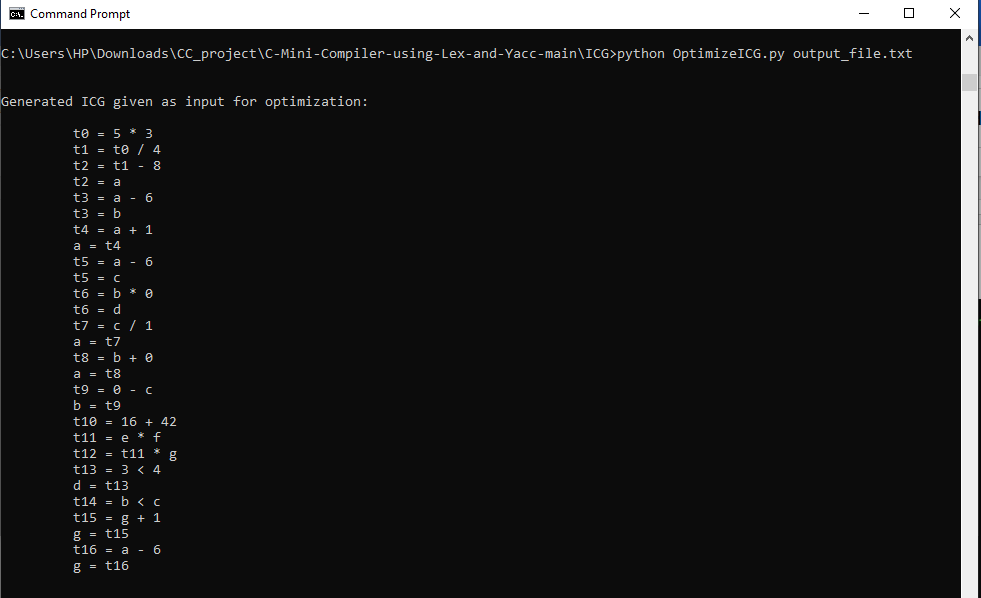 Command Prompt
C:\Users\HP\Downloads\CC_project\C-Mini-Compiler-using-Lex-and-Yacc-main\ICG>python OptimizeICG.py output_file.txt
Generated ICG given as input for optimization:
t0 = 5 * 3
t1 = t0 / 4
t2 = t1 - 8
t2 = a
t3 = a - 6
t3 = b
t4 = a + 1
a = t4
t5 = a - 6
t5 = c
t6 = b * 0
t6 = d
t7 = c / 1
a = t7
t8 = b + 0
a = t8
t9 = 0 - c
b = t9
t10 = 16 + 42
t11 = e * f
t12 = t11 * g
t13 = 3 < 4
d = t13
t14 = b < c
t15 = g + 1
g = t15
t16 = a - 6
g = t16